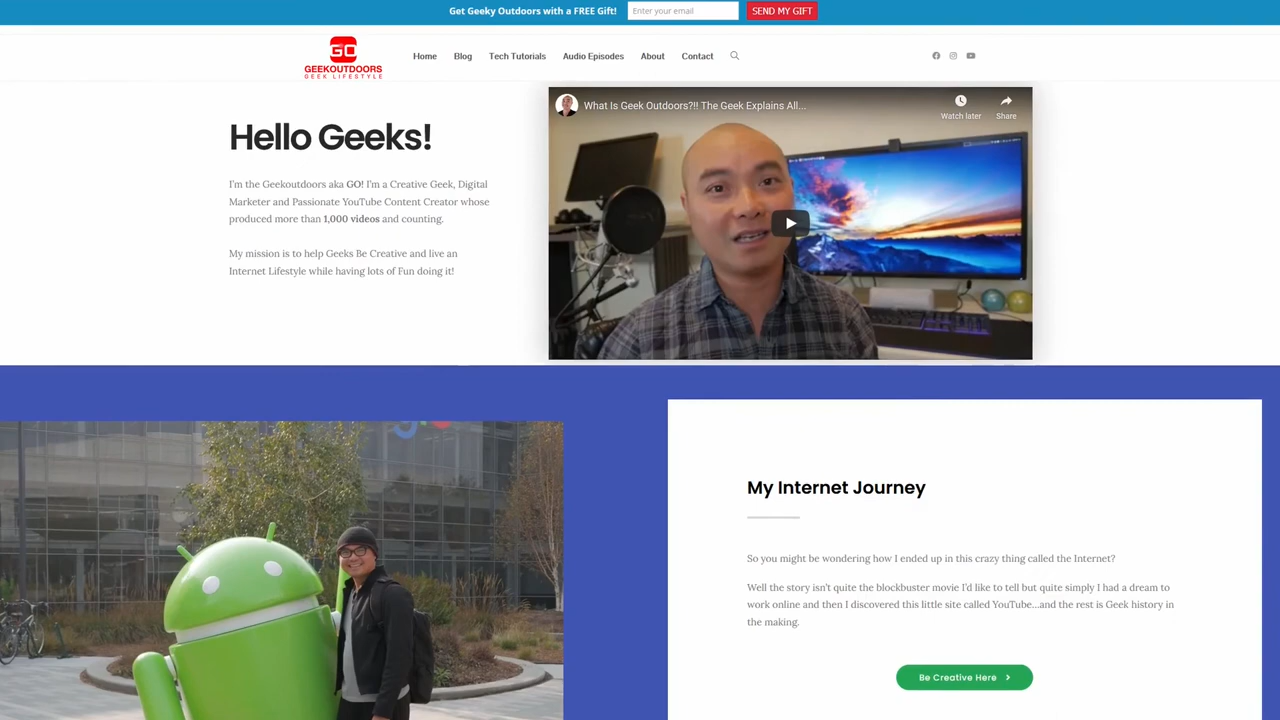 Get Geeky Outdoors with a FREE Gift!
Enter your email
SEND MY GIFT
GO
GEEKOUTDOORS
GEEK LIFESTYLE
Home
Blog
Tech Tutorials
Audio Episodes
About
Contact
Hello Geeks!
I'm the Geekoutdoors aka GO! I'm a Creative Geek, Digital
Marketer and Passionate YouTube Content Creator whose
produced more than 1,000 videos and counting.
My mission is to help Geeks Be Creative and live an
Internet Lifestyle while having lots of Fun doing it!
What Is Geek Outdoors?!! The Geek Explains All...
Watch later
Share
My Internet Journey
So you might be wondering how I ended up in this crazy thing called the Internet?
Well the story isn't quite the blockbuster movie I'd like to tell but quite simply I had a dream to
work online and then I discovered this little site called YouTube...and the rest is Geek history in
the making.
Be Creative Here